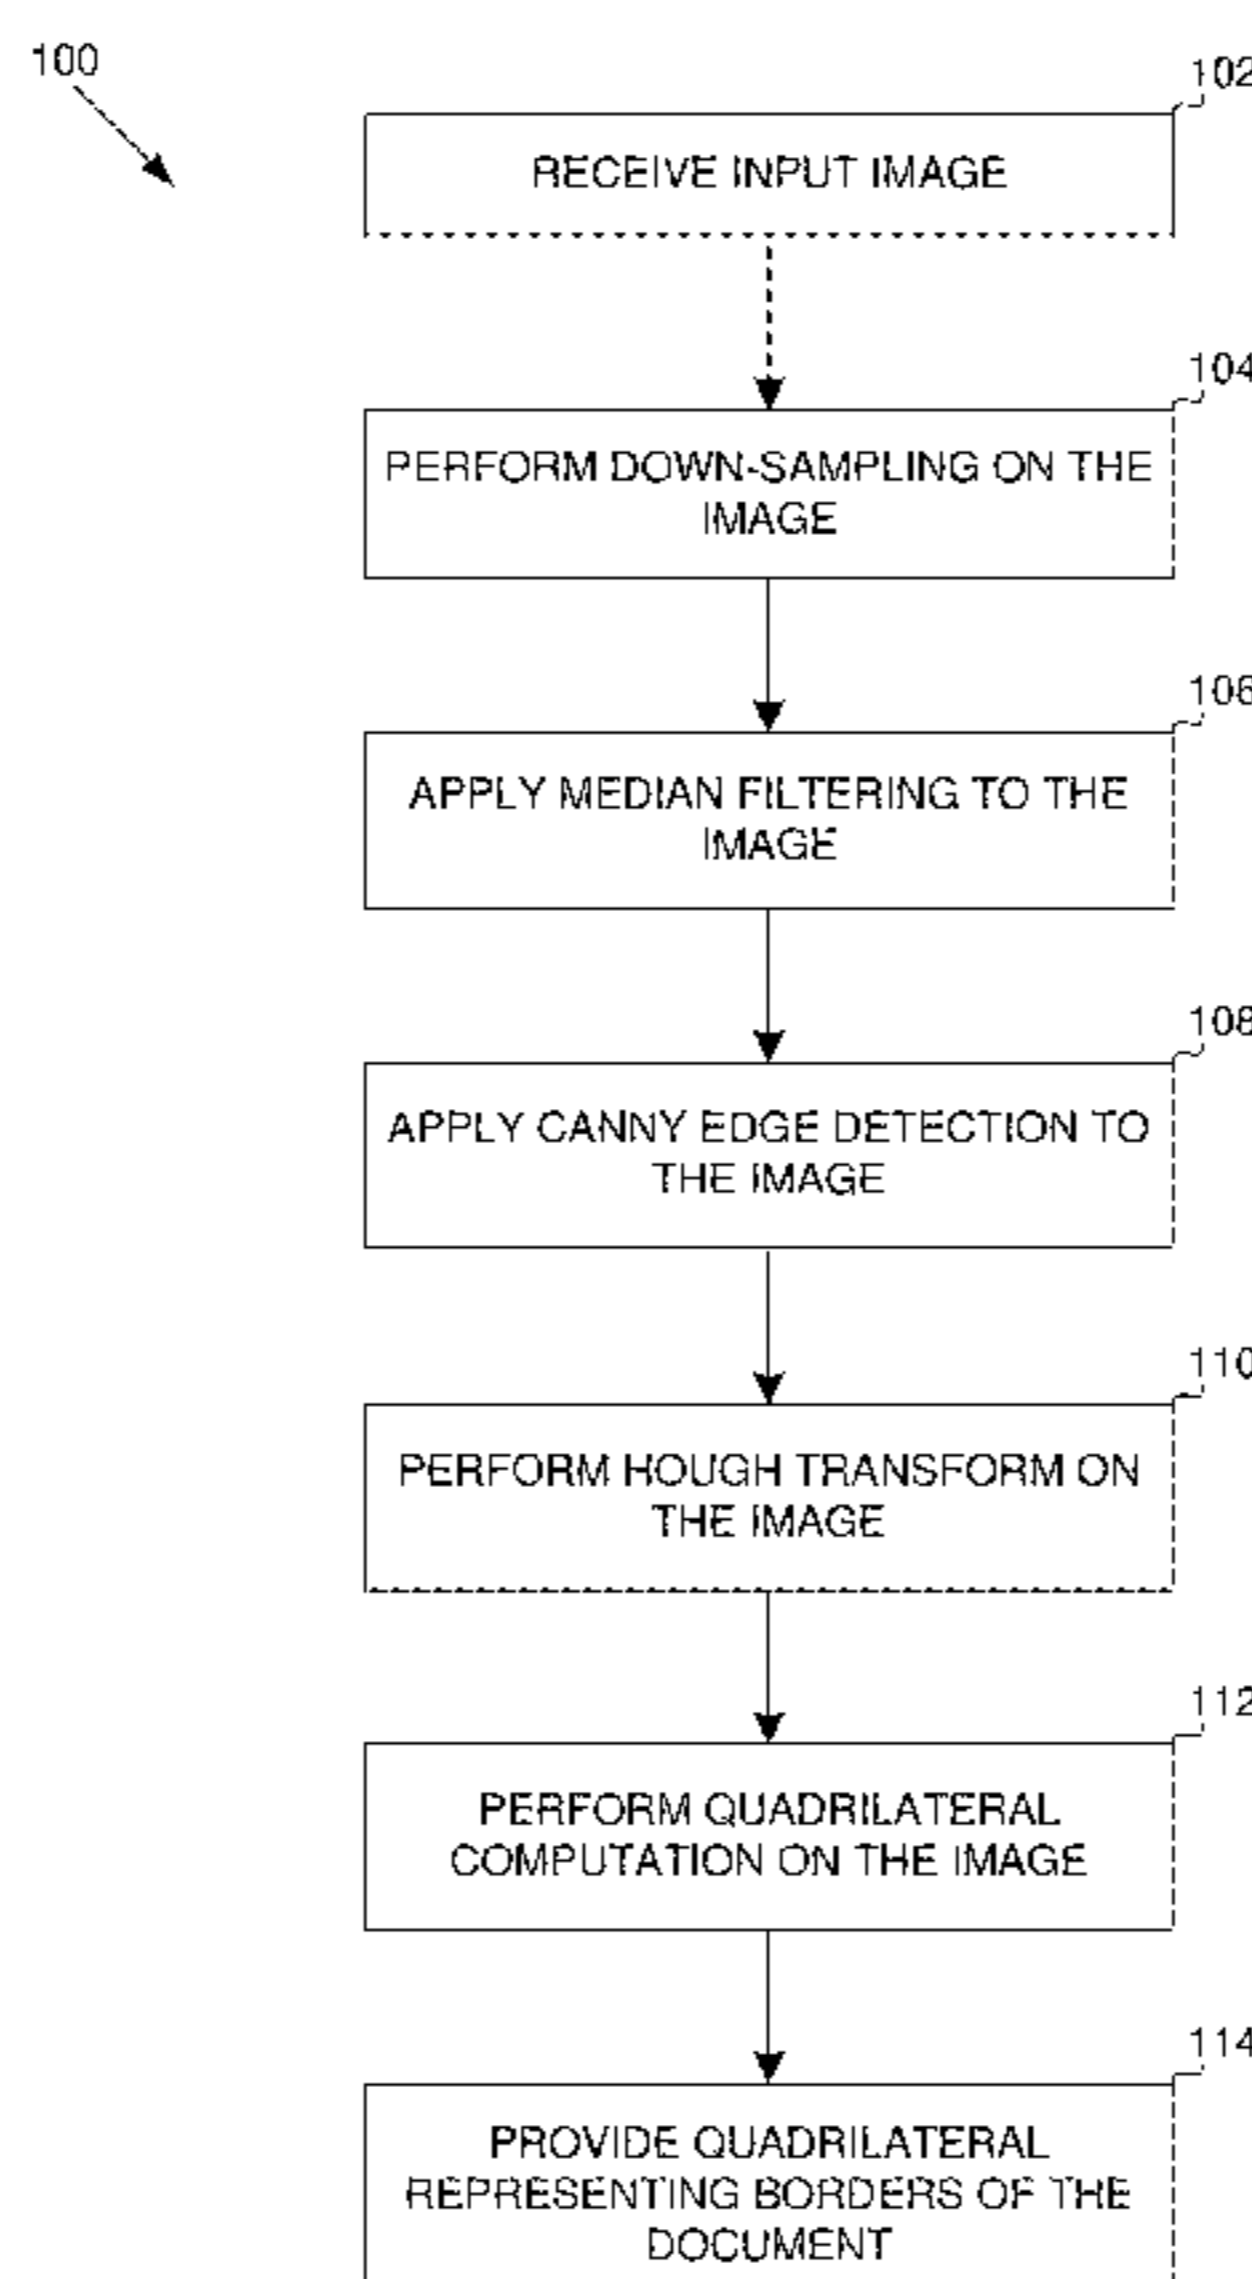 100
102
RECEIVE INPUT IMAGE
104
PERFORM DOWN-SAMPLING ON THE
IMAGE
106
APPLY MEDIAN FILTERING TO THE
IMAGE
108
APPLY CANNY EDGE DETECTION TO
THE IMAGE
110
PERFORM HOUGH TRANSFORM ON
THE IMAGE
112
PERFORM QUADRILATERAL
COMPUTATION ON THE IMAGE
114
PROVIDE QUADRILATERAL
REPRESENTING BORDERS OF THE
DOCUMENT